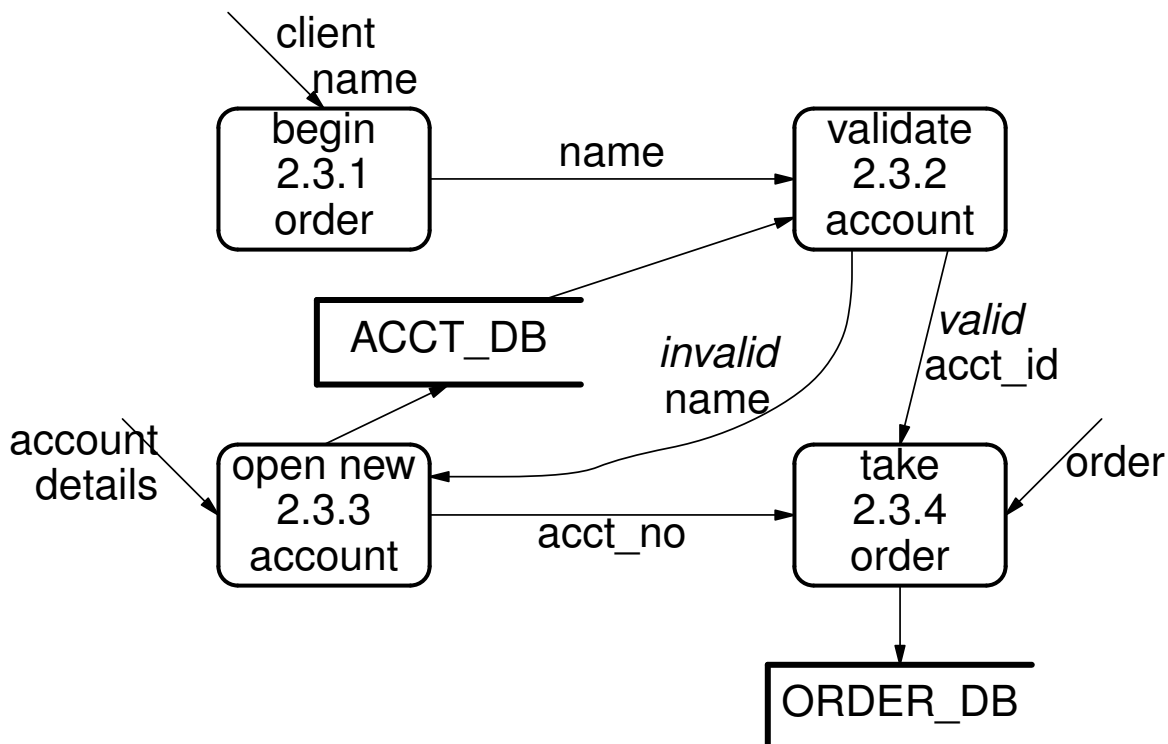 client
name
begin
2.3.1
order
name
validate
2.3.2
account
ACCT_DB
invalid
name
valid
acct_id
account
details
open new
2.3.3
account
acct_no
take
2.3.4
order
order
ORDER_DB